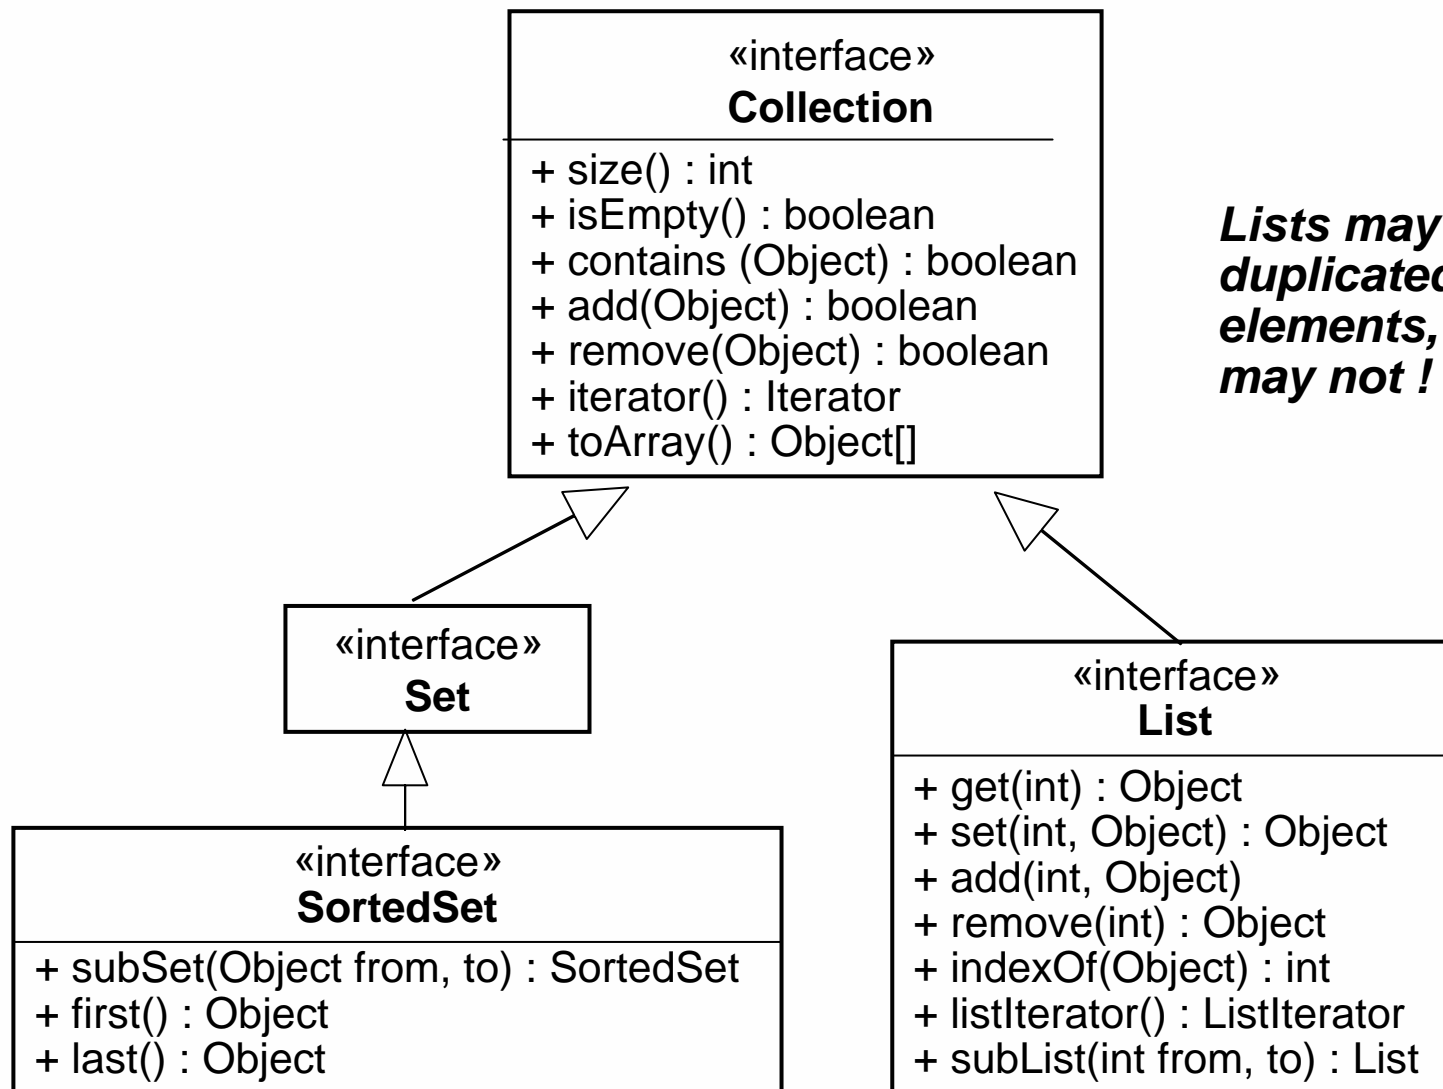 «interface»
Collection
+ size() : int
+ isEmpty() : boolean
+ contains (Object) : boolean
+ add(Object) : boolean
+ remove(Object) : boolean
+ iterator() : Iterator
+ toArray() : Object[]
Lists may
duplicated
elements,
may not !
«interface»
Set
«interface»
SortedSet
+ subSet(Object from, to) : SortedSet
+ first() : Object
+ last() : Object
«interface»
List
+ get(int) : Object
+ set(int, Object) : Object
+ add(int, Object)
+ remove(int) : Object
+ indexOf(Object) : int
+ listIterator() : ListIterator
+ subList(int from, to) : List